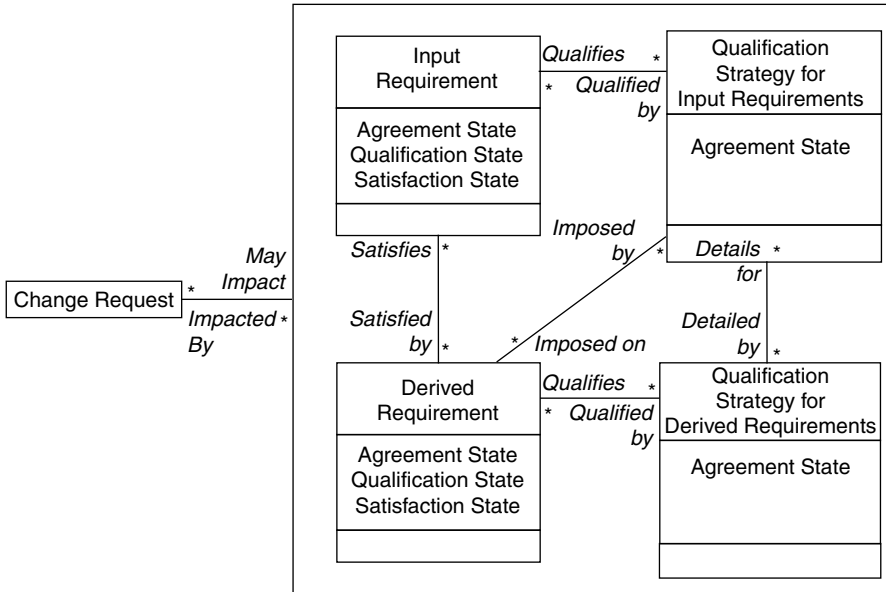 Input
Requirement
Agreement State
Qualification State
Satisfaction State
Qualifies *
* Qualified
by
Qualification
Strategy for
Input Requirements
Agreement State
Satisfies *
Satisfied
by *
Imposed
by *
* Imposed on
Details *
for
Detailed
by *
May
Impact
*
Change Request
Impacted *
By
Derived
Requirement
Agreement State
Qualification State
Satisfaction State
Qualifies *
* Qualified
by
Qualification
Strategy for
Derived Requirements
Agreement State